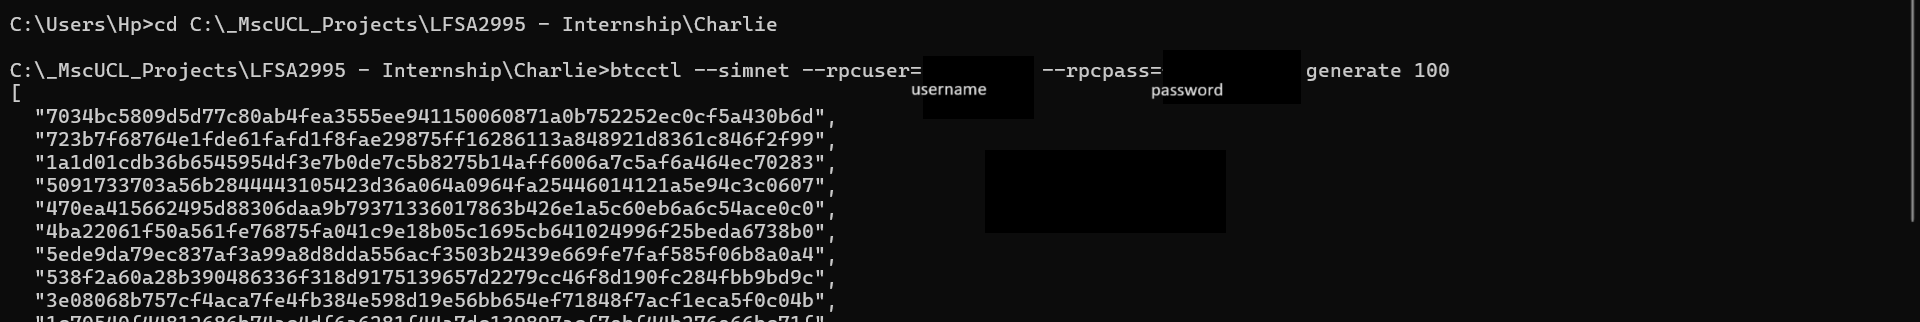 C:\Users\Hp>cd C:\_MscUCL_Projects\LFSA2995 - Internship\Charlie
C:\_MscUCL_Projects\LFSA2995 - Internship\Charlie>btcctl --simnet --rpcuser= --rpcpass= generate 100
username password
[
"7034bc5809d5d77c80ab4fea3555ee941150060871a0b752252ec0cf5a430b6d",
"723b7f68764e1fde61fafd1f8fae29875ff16286113a848921d8361c846f2f99",
"1a1d01cdb36b6545954df3e7b0de7c5b8275b14aff6006a7c5af6a464ec70283",
"5091733703a56b2844443105423d36a064a0964fa25446014121a5e94c3c0607",
"470ea415662495d88306daa9b79371336017863b426e1a5c60eb6a6c54ace0c0",
"4ba22061f50a561fe76875fa041c9e18b05c1695cb641024996f25beda6738b0",
"5ede9da79ec837af3a99a8d8dda556acf3503b2439e669fe7faf585f06b8a0a4",
"538f2a60a28b390486336f318d9175139657d2279cc46f8d190fc284fbb9bd9c",
"3e08068b757cf4aca7fe4fb384e598d19e56bb654ef71848f7acf1eca5f0c04b",